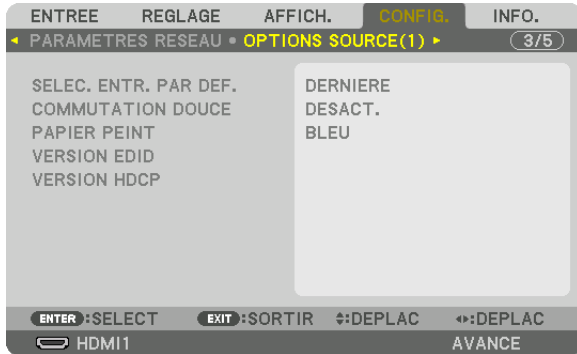 ENTREE REGLAGE AFFICH. CONFIG. INFO.
◄ PARAMETRES RESEAU • OPTIONS SOURCE(1) ► 3/5
SELEC. ENTR. PAR DEF. DERNIERE
COMMUTATION DOUCE DESACT.
PAPIER PEINT BLEU
VERSION EDID
VERSION HDCP
ENTER :SELECT EXIT :SORTIR :DEPLAC :DEPLAC
HDMI1 AVANCE